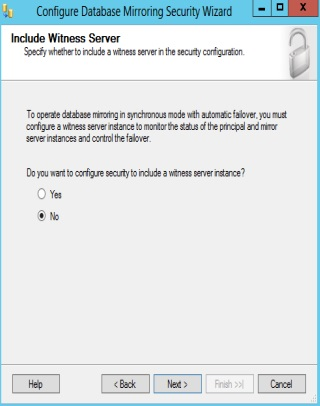 Configure Database Mirroring Security Wizard
Include Witness Server
Specify whether to include a witness server in the security configuration.
To operate database mirroring in synchronous mode with automatic failover, you must
configure a witness server instance to monitor the status of the principal and mirror
server instances and control the failover.
Do you want to configure security to include a witness server instance?
Yes
No
Help
< Back
Next >
Finish >>|
Cancel